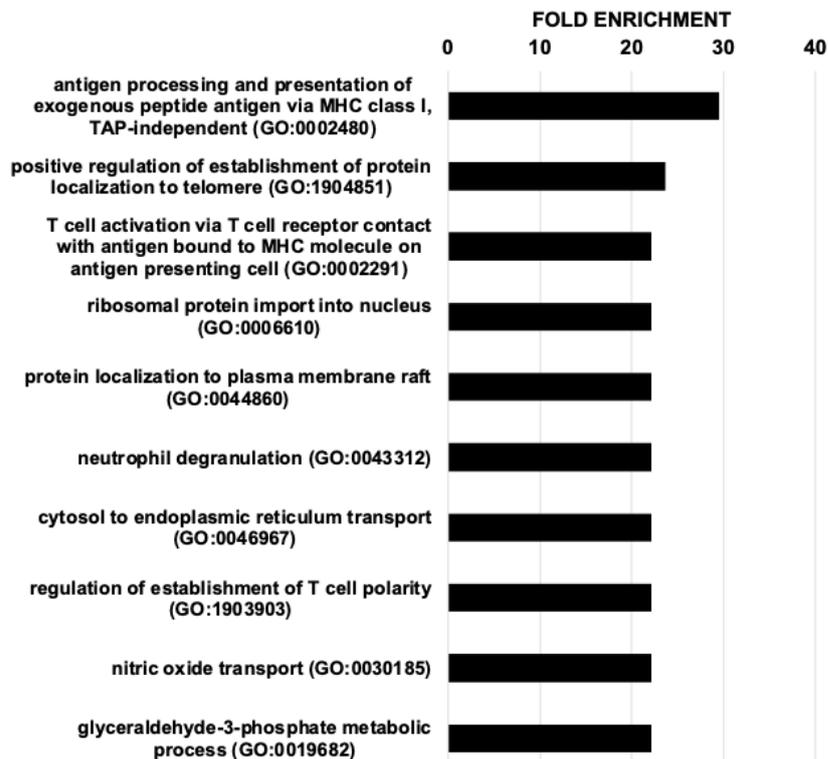 FOLD ENRICHMENT
0 10 20 30 40
antigen processing and presentation of
exogenous peptide antigen via MHC class I,
TAP-independent (GO:0002480)
positive regulation of establishment of protein
localization to telomere (GO:1904851)
T cell activation via T cell receptor contact
with antigen bound to MHC molecule on
antigen presenting cell (GO:0002291)
ribosomal protein import into nucleus
(GO:0006610)
protein localization to plasma membrane raft
(GO:0044860)
neutrophil degranulation (GO:0043312)
cytosol to endoplasmic reticulum transport
(GO:0046967)
regulation of establishment of T cell polarity
(GO:1903903)
nitric oxide transport (GO:0030185)
glyceraldehyde-3-phosphate metabolic
process (GO:0019682)